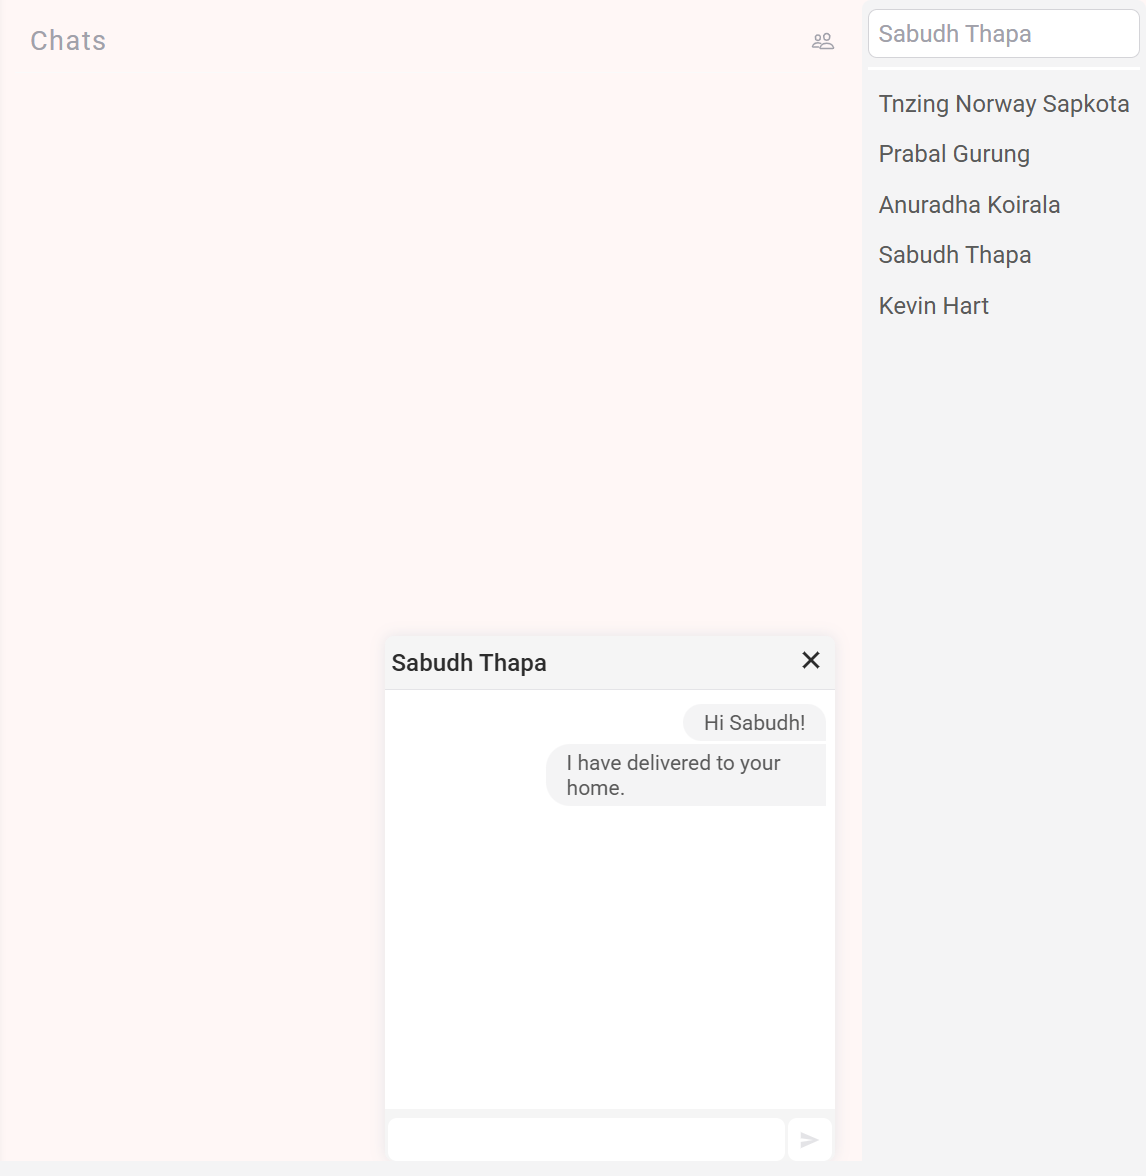 Chats
Sabudh Thapa
Tnzing Norway Sapkota
Prabal Gurung
Anuradha Koirala
Sabudh Thapa
Kevin Hart
Sabudh Thapa
Hi Sabudh!
I have delivered to your
home.